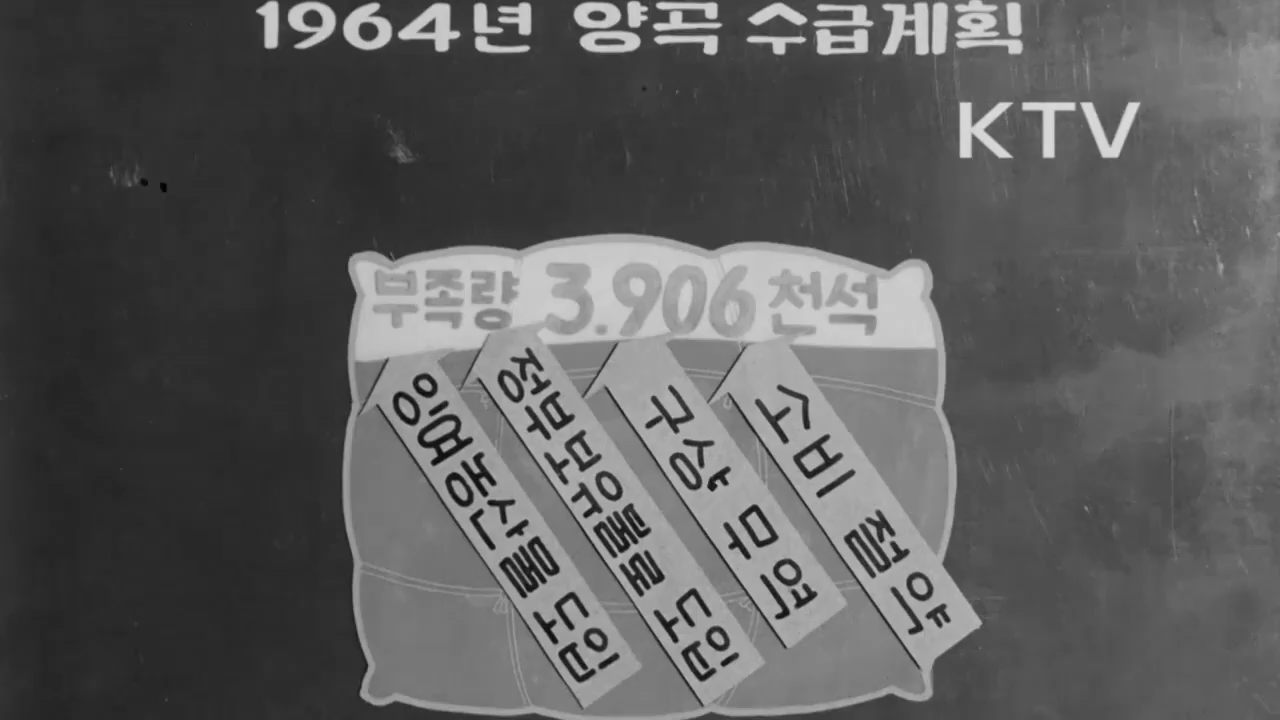 1964년 양곡 수급계획
KTV
부족량 3.906 천석
잉여농산물 도입
정부보유불로 도입
구상 무역
소비 절약